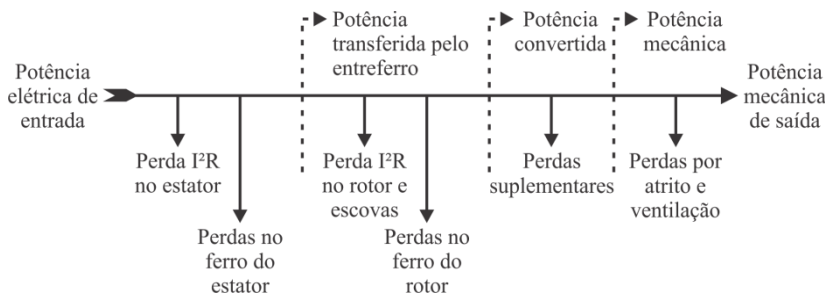 Potência
elétrica de
entrada
Potência
transferida pelo
entreferro
Potência
convertida
Potência
mecânica
Potência
mecânica
de saída
Perda I²R
no estator
Perdas no
ferro do
estator
Perda I²R
no rotor e
escovas
Perdas no
ferro do
rotor
Perdas
suplementares
Perdas por
atrito e
ventilação